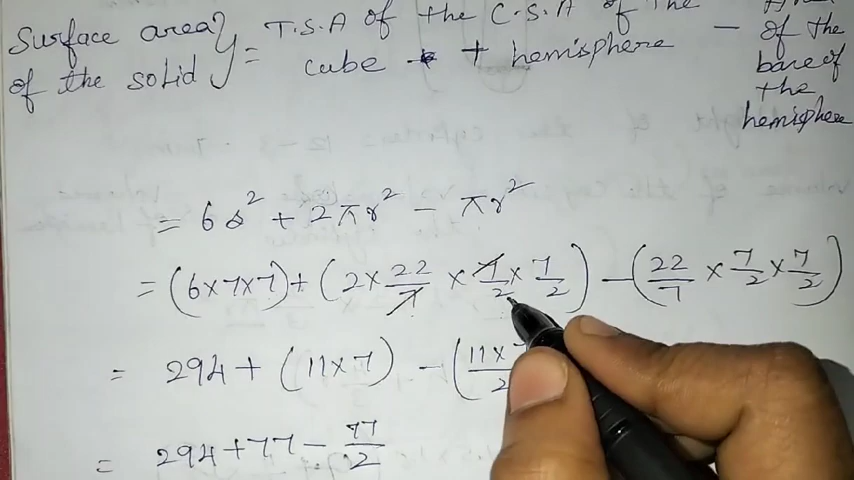 Surface area} = T.S.A of the C.S.A of the
of the solid cube + hemisphere - of the
base of
the
hemisphere
= 6s² + 2πr² - πr²
= (6×7×7) + (2 × 22/7 × 7/2 × 7/2) - (22/7 × 7/2 × 7/2)
= 294 + (11×7) - (11×
2
= 294 + 77 - 77/2